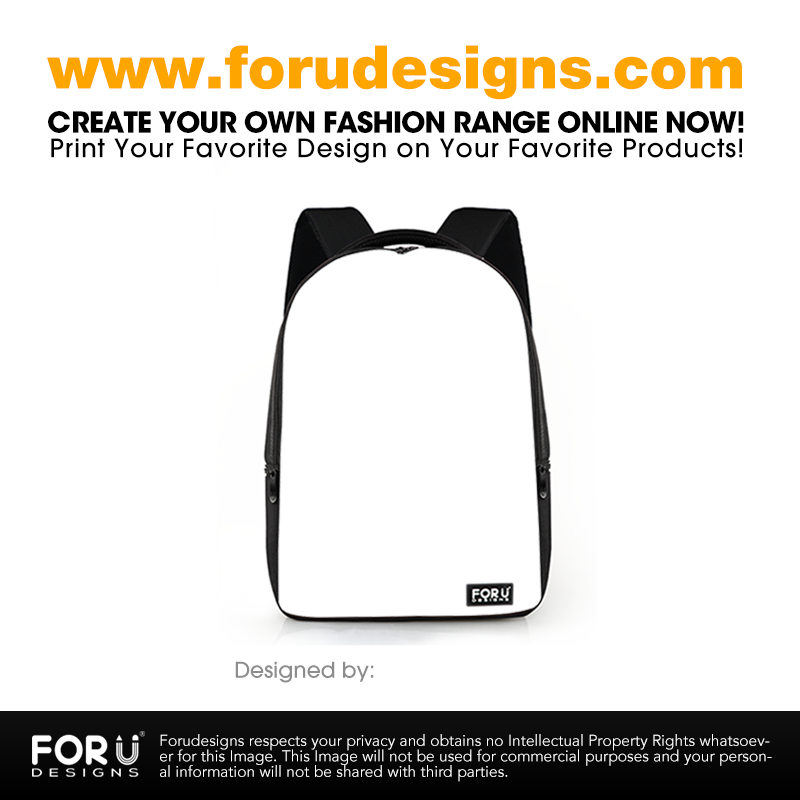 www.forudesigns.com
CREATE YOUR OWN FASHION RANGE ONLINE NOW!
Print Your Favorite Design on Your Favorite Products!
FOR U
DESIGNS
Designed by:
FOR U®
DESIGNS
Forudesigns respects your privacy and obtains no Intellectual Property Rights whatsoev-
er for this Image. This Image will not be used for commercial purposes and your person-
al information will not be shared with third parties.